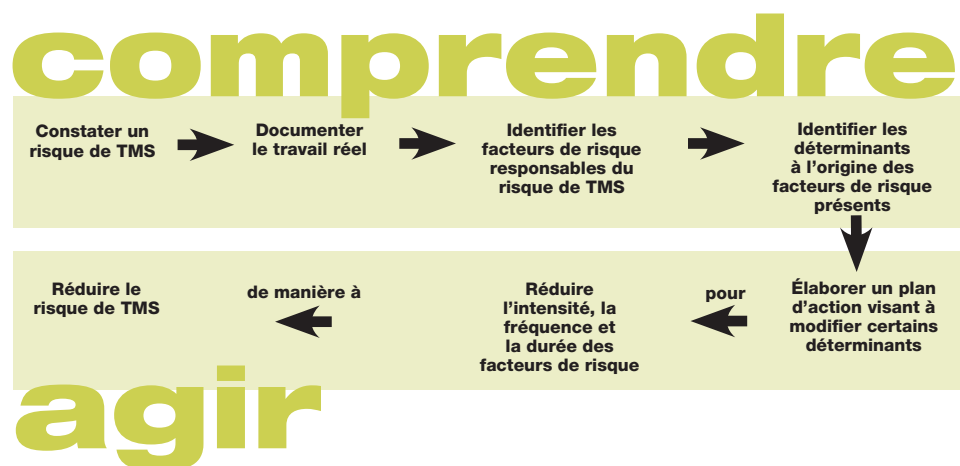 comprendre
Constater un
risque de TMS
Documenter
le travail réel
Identifier les
facteurs de risque
responsables du
risque de TMS
Identifier les
déterminants
à l’origine des
facteurs de risque
présents
Élaborer un plan
d’action visant à
modifier certains
déterminants
pour
Réduire
l’intensité, la
fréquence et
la durée des
facteurs de risque
de manière à
Réduire le
risque de TMS
agir